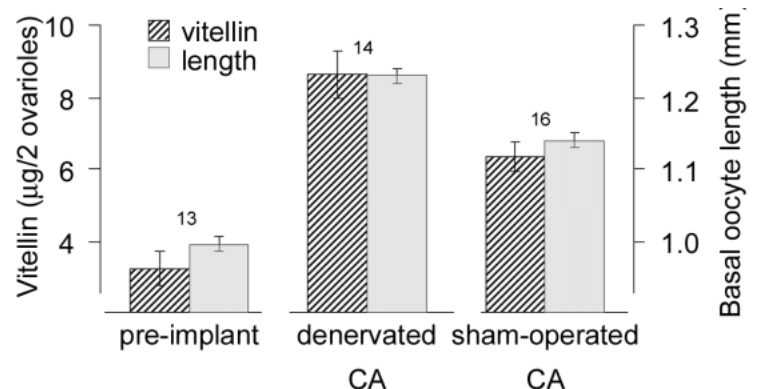 10
8
6
4
Vitellin (µg/2 ovarioles)
vitellin
length
13
14
16
1.3
1.2
1.1
1.0
Basal oocyte length (mm)
pre-implant
denervated
CA
sham-operated
CA